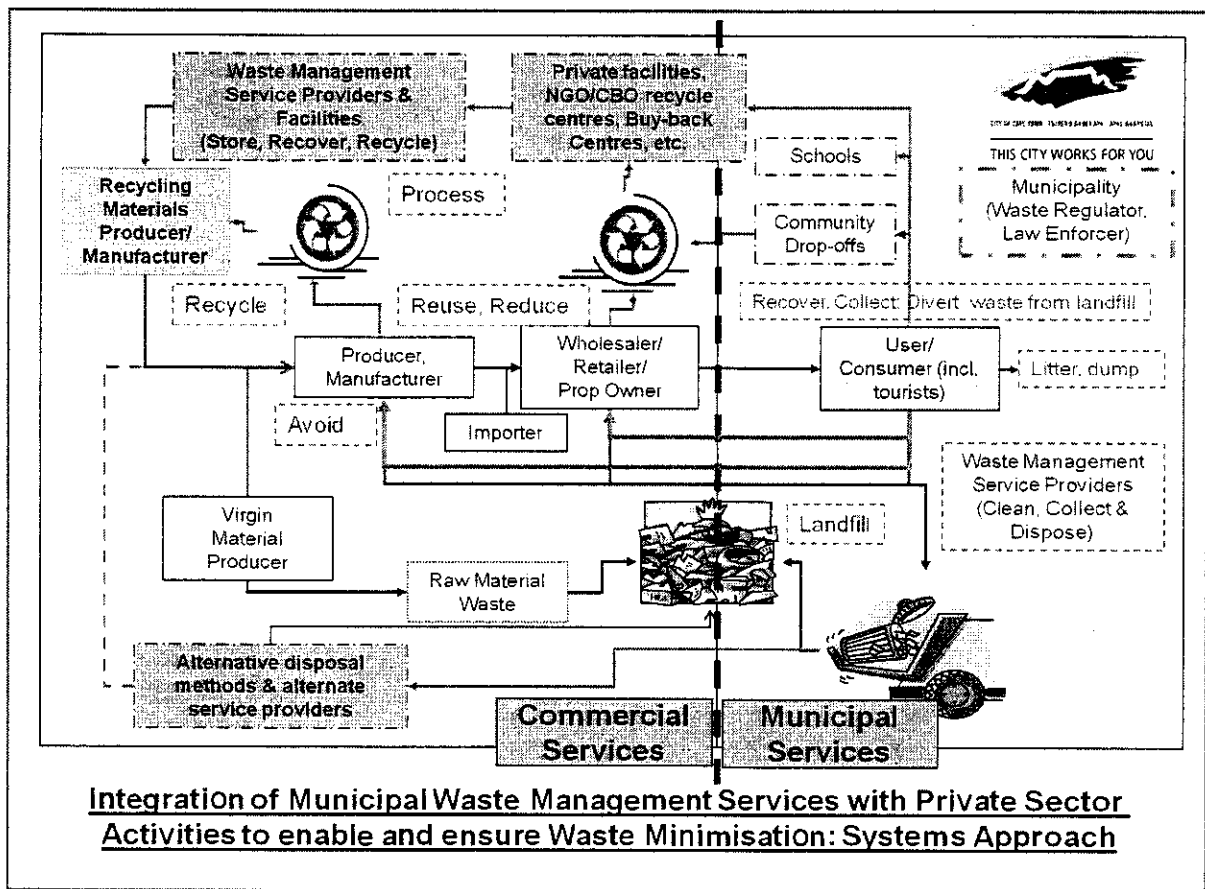 Waste Management
Service Providers &
Facilities
(Store, Recover, Recycle)
Private facilities,
NGO/CBO recycle
centres, Buy-back
Centres, etc.
THIS CITY WORKS FOR YOU
Schools
Municipality
(Waste Regulator,
Law Enforcer)
Recycling
Materials
Producer/
Manufacturer
Process
Community
Drop-offs
Recycle
Reuse, Reduce
Recover, Collect: Divert waste from landfill
Producer,
Manufacturer
Wholesaler/
Retailer/
Prop Owner
User/
Consumer (incl.
tourists)
Litter, dump
Avoid
Importer
Waste Management
Service Providers
(Clean, Collect &
Dispose)
Virgin
Material
Producer
Landfill
Raw Material
Waste
Alternative disposal
methods & alternate
service providers
Commercial
Services
Municipal
Services
Integration of Municipal Waste Management Services with Private Sector
Activities to enable and ensure Waste Minimisation: Systems Approach